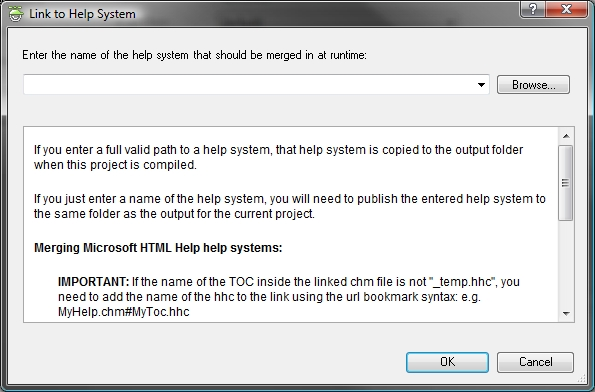 Link to Help System
Enter the name of the help system that should be merged in at runtime:
Browse...
If you enter a full valid path to a help system, that help system is copied to the output folder
when this project is compiled.
If you just enter a name of the help system, you will need to publish the entered help system to
the same folder as the output for the current project.
Merging Microsoft HTML Help help systems:
IMPORTANT: If the name of the TOC inside the linked chm file is not "_temp.hhc", you
need to add the name of the hhc to the link using the url bookmark syntax: e.g.
MyHelp.chm#MyToc.hhc
OK
Cancel